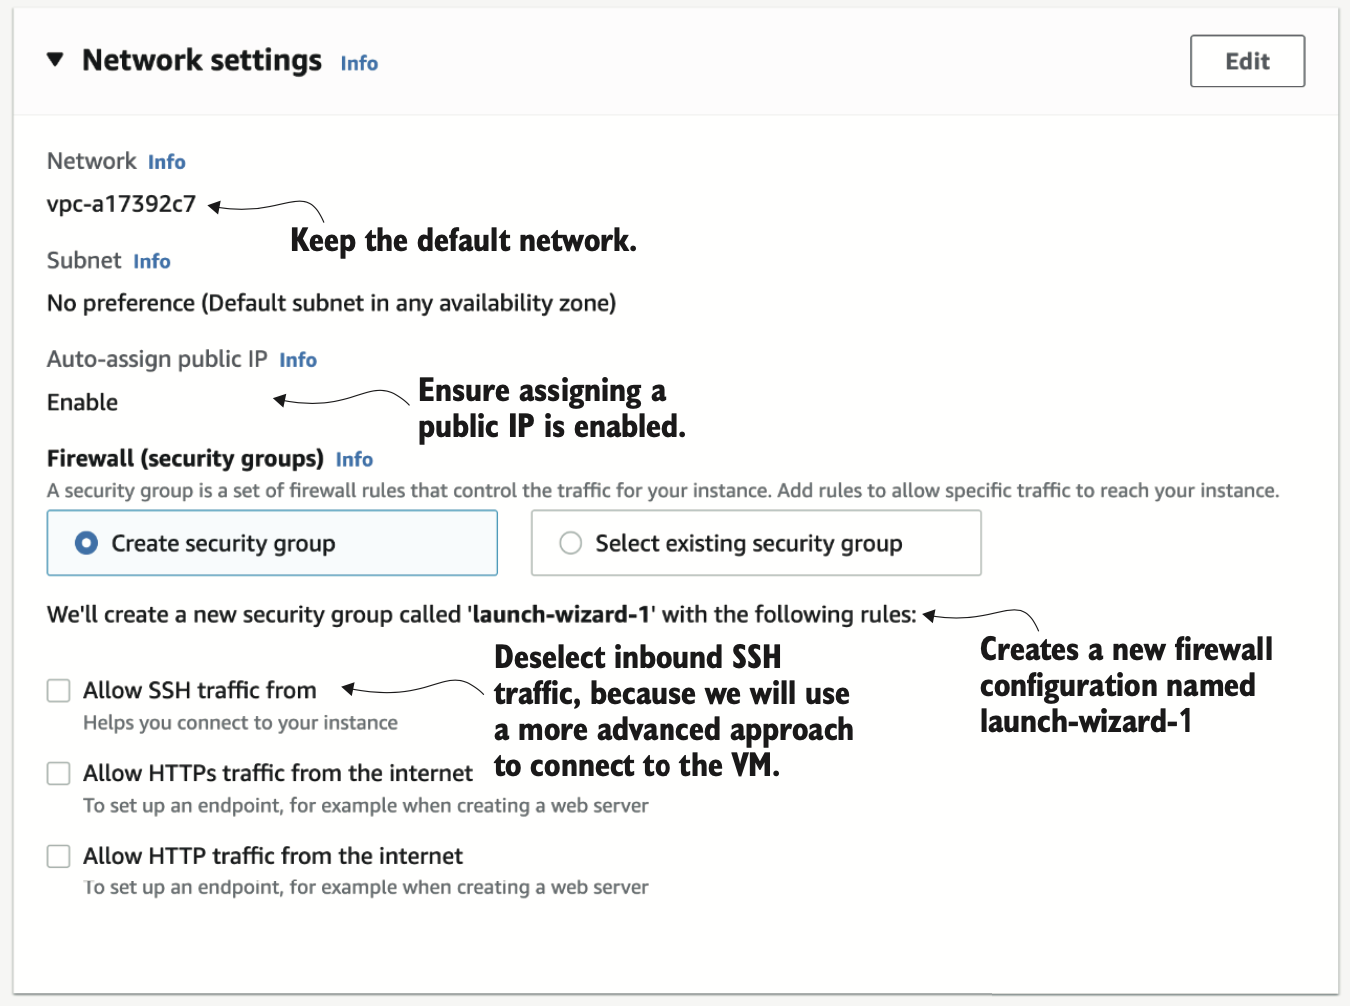 ▼ Network settings Info
Edit
Network Info
vpc-a17392c7
Keep the default network.
Subnet Info
No preference (Default subnet in any availability zone)
Auto-assign public IP Info
Enable
Ensure assigning a
public IP is enabled.
Firewall (security groups) Info
A security group is a set of firewall rules that control the traffic for your instance. Add rules to allow specific traffic to reach your instance.
Create security group
Select existing security group
We'll create a new security group called 'launch-wizard-1' with the following rules:
Creates a new firewall
configuration named
launch-wizard-1
Deselect inbound SSH
traffic, because we will use
a more advanced approach
to connect to the VM.
Allow SSH traffic from
Helps you connect to your instance
Allow HTTPs traffic from the internet
To set up an endpoint, for example when creating a web server
Allow HTTP traffic from the internet
To set up an endpoint, for example when creating a web server